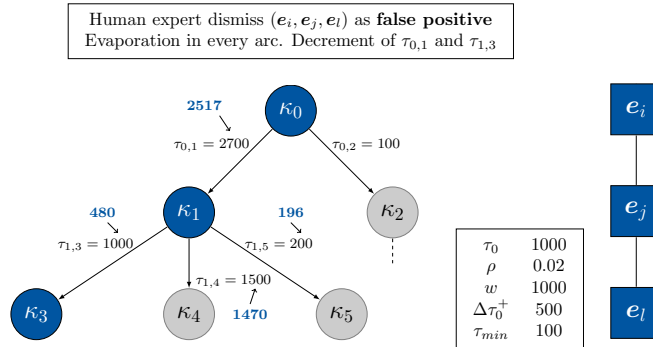 Human expert dismiss (e_i, e_j, e_l) as false positive
Evaporation in every arc. Decrement of τ_{0,1} and τ_{1,3}
2517
κ_0
e_i
τ_{0,1} = 2700
τ_{0,2} = 100
480
κ_1
196
κ_2
e_j
τ_{1,3} = 1000
τ_{1,5} = 200
τ_{1,4} = 1500
κ_3
κ_4
1470
κ_5
τ_0 1000
ρ 0.02
w 1000
Δτ_0^+ 500
τ_{min} 100
e_l